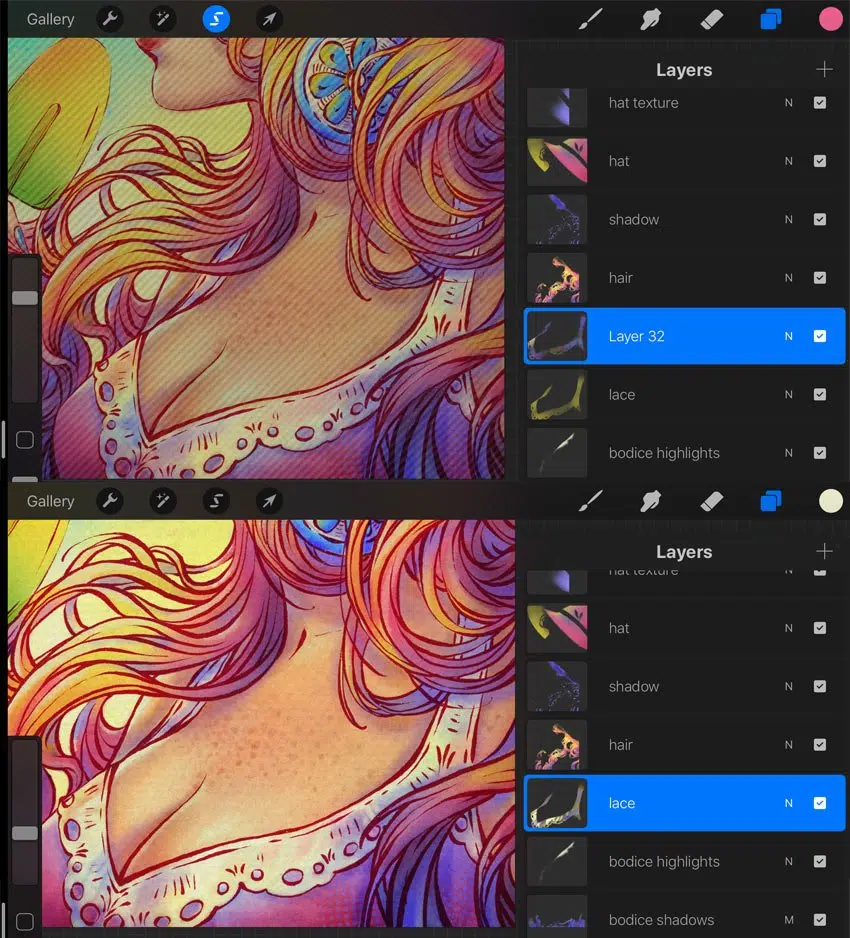 Gallery
Layers
hat texture N
hat N
shadow N
hair N
Layer 32 N
lace N
bodice highlights N
Gallery
Layers
hat texture N
hat N
shadow N
hair N
lace N
bodice highlights N
bodice shadows M